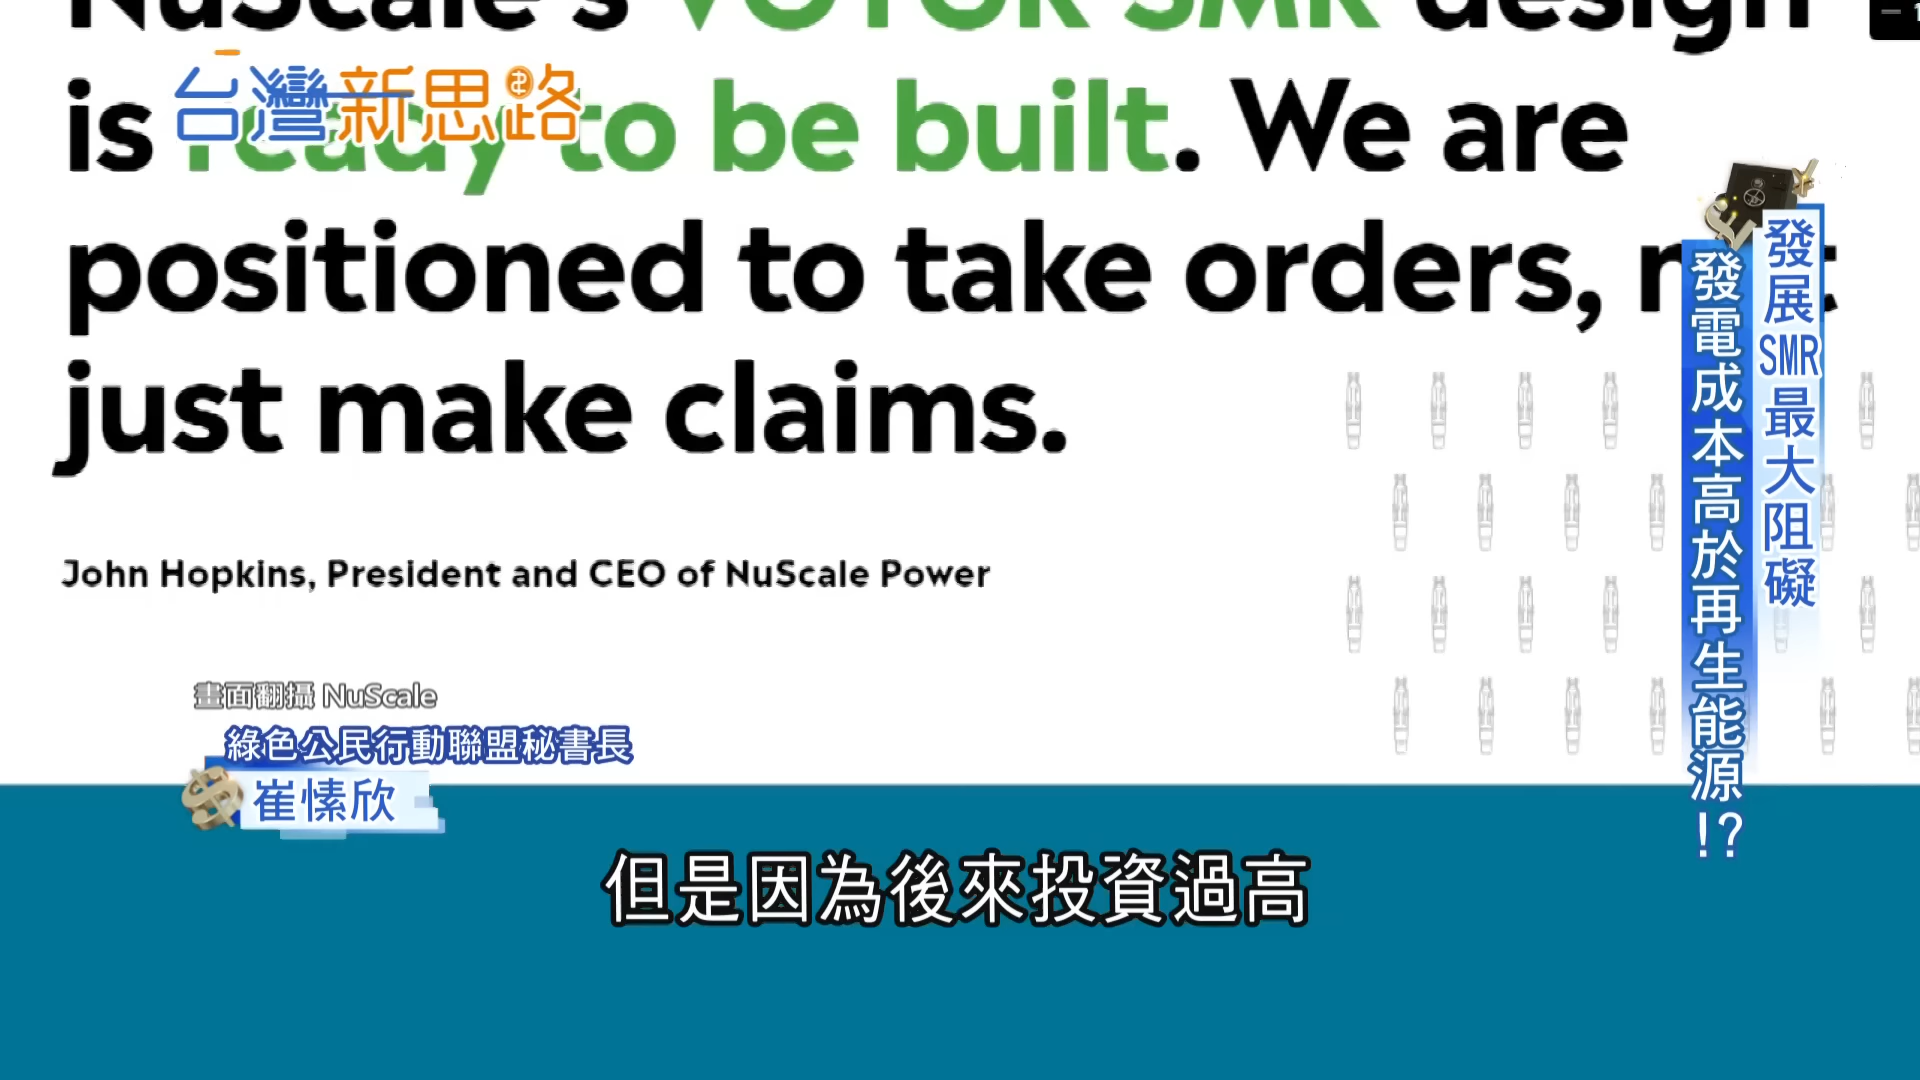 NuScale's VOYGR SMR design
is ready to be built. We are
positioned to take orders, not
just make claims.
John Hopkins, President and CEO of NuScale Power
台灣新思路
發展SMR最大阻礙
發電成本高於再生能源!?
畫面翻攝 NuScale
綠色公民行動聯盟秘書長
崔愫欣
但是因為後來投資過高